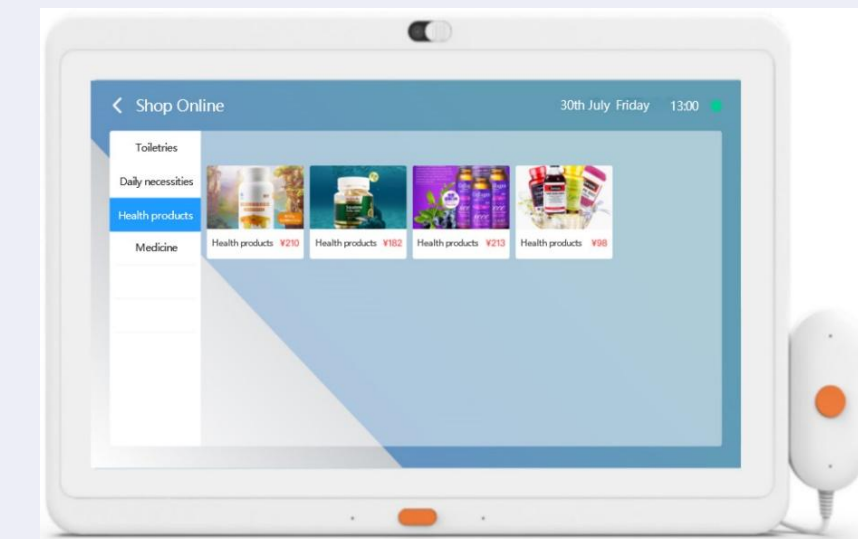 Shop Online
30th July Friday 13:00
Toiletries
Daily necessities
Health products
Medicine
Health products ¥210
Health products ¥182
Health products ¥213
Health products ¥98